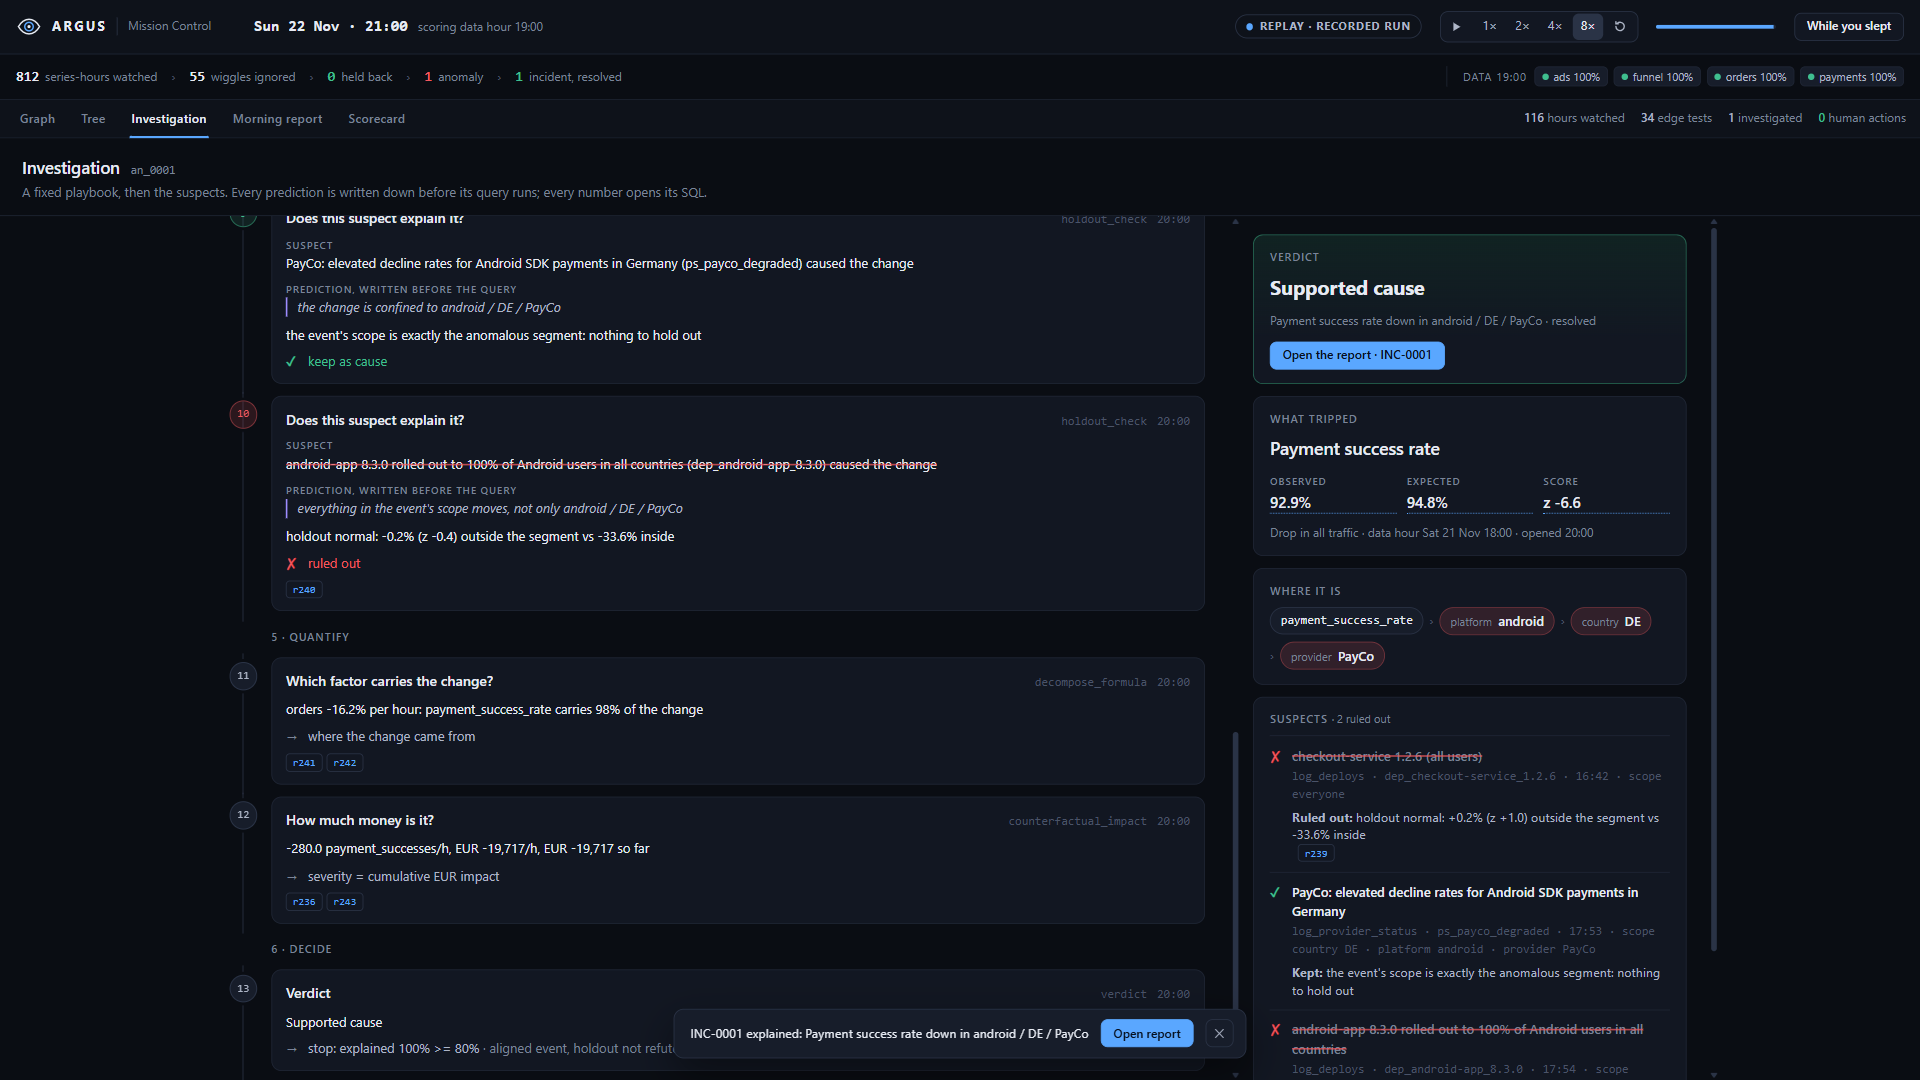 ARGUS Mission Control Sun 22 Nov · 21:00 scoring data hour 19:00 REPLAY · RECORDED RUN 1× 2× 4× 8× While you slept
812 series-hours watched › 55 wiggles ignored › 0 held back › 1 anomaly › 1 incident, resolved DATA 19:00 ads 100% funnel 100% orders 100% payments 100%
Graph Tree Investigation Morning report Scorecard 116 hours watched 34 edge tests 1 investigated 0 human actions
Investigation an_0001
A fixed playbook, then the suspects. Every prediction is written down before its query runs; every number opens its SQL.
Does this suspect explain it? holdout_check 20:00
SUSPECT
PayCo: elevated decline rates for Android SDK payments in Germany (ps_payco_degraded) caused the change
PREDICTION, WRITTEN BEFORE THE QUERY
the change is confined to android / DE / PayCo
the event's scope is exactly the anomalous segment: nothing to hold out
✓ keep as cause
10
Does this suspect explain it? holdout_check 20:00
SUSPECT
android-app 8.3.0 rolled out to 100% of Android users in all countries (dep_android-app_8.3.0) caused the change
PREDICTION, WRITTEN BEFORE THE QUERY
everything in the event's scope moves, not only android / DE / PayCo
holdout normal: -0.2% (z -0.4) outside the segment vs -33.6% inside
✗ ruled out
r240
5 · QUANTIFY
11
Which factor carries the change? decompose_formula 20:00
orders -16.2% per hour: payment_success_rate carries 98% of the change
→ where the change came from
r241 r242
12
How much money is it? counterfactual_impact 20:00
-280.0 payment_successes/h, EUR -19,717/h, EUR -19,717 so far
→ severity = cumulative EUR impact
r236 r243
6 · DECIDE
13
Verdict verdict 20:00
Supported cause
→ stop: explained 100% >= 80% · aligned event, holdout not
INC-0001 explained: Payment success rate down in android / DE / PayCo Open report
VERDICT
Supported cause
Payment success rate down in android / DE / PayCo · resolved
Open the report · INC-0001
WHAT TRIPPED
Payment success rate
OBSERVED EXPECTED SCORE
92.9% 94.8% z -6.6
Drop in all traffic · data hour Sat 21 Nov 18:00 · opened 20:00
WHERE IT IS
payment_success_rate › platform android › country DE
› provider PayCo
SUSPECTS · 2 ruled out
✗ checkout-service 1.2.6 (all users)
log_deploys · dep_checkout-service_1.2.6 · 16:42 · scope
everyone
Ruled out: holdout normal: +0.2% (z +1.0) outside the segment vs
-33.6% inside
r239
✓ PayCo: elevated decline rates for Android SDK payments in
Germany
log_provider_status · ps_payco_degraded · 17:53 · scope
country DE · platform android · provider PayCo
Kept: the event's scope is exactly the anomalous segment: nothing
to hold out
✗ android-app 8.3.0 rolled out to 100% of Android users in all
countries
log_deploys · dep_android-app_8.3.0 · 17:54 · scope